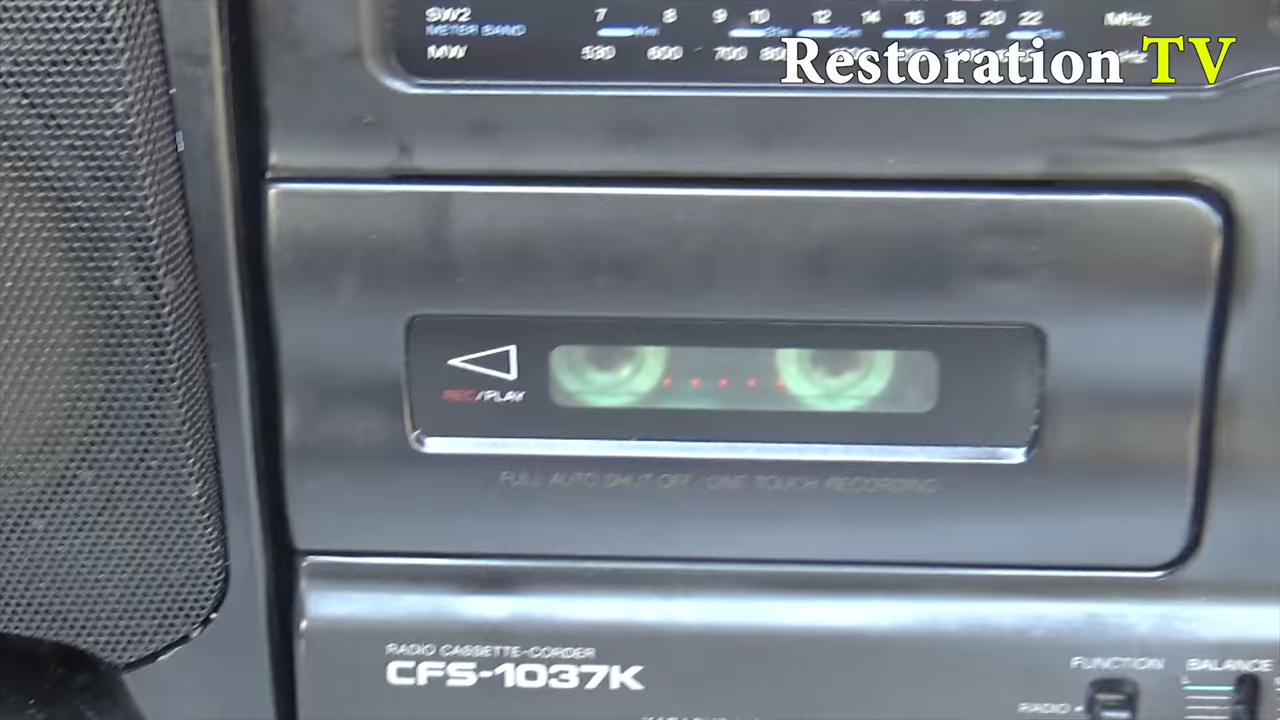 SW2 7 8 9 10 12 14 16 18 20 22 MHz
METER BAND
MW 530 600 700
Restoration TV
REC/PLAY
FULL AUTO SHUT OFF / ONE TOUCH RECORDING
RADIO CASSETTE-CORDER
CFS-1037K
FUNCTION BALANCE
L
RADIO